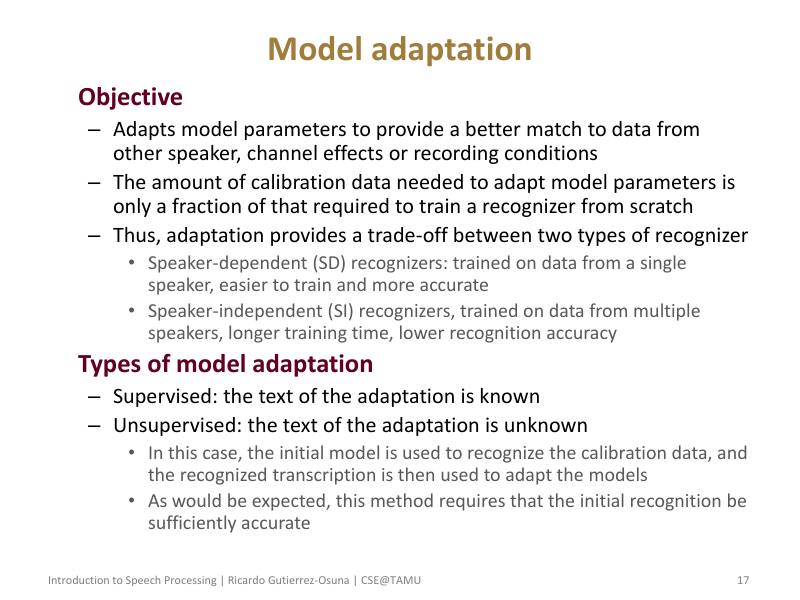 Model adaptation
Objective
– Adapts model parameters to provide a better match to data from
other speaker, channel effects or recording conditions
– The amount of calibration data needed to adapt model parameters is
only a fraction of that required to train a recognizer from scratch
– Thus, adaptation provides a trade-off between two types of recognizer
• Speaker-dependent (SD) recognizers: trained on data from a single
speaker, easier to train and more accurate
• Speaker-independent (SI) recognizers, trained on data from multiple
speakers, longer training time, lower recognition accuracy
Types of model adaptation
– Supervised: the text of the adaptation is known
– Unsupervised: the text of the adaptation is unknown
• In this case, the initial model is used to recognize the calibration data, and
the recognized transcription is then used to adapt the models
• As would be expected, this method requires that the initial recognition be
sufficiently accurate
Introduction to Speech Processing | Ricardo Gutierrez-Osuna | CSE@TAMU 17